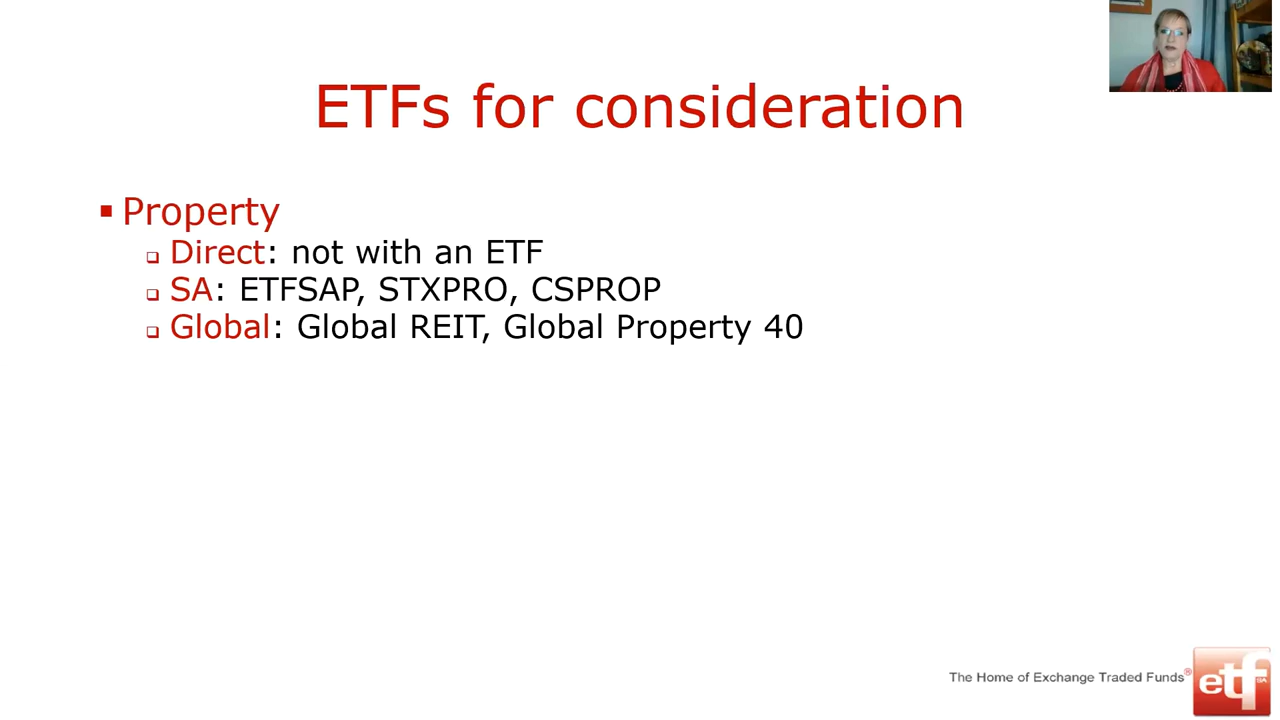 ETFs for consideration
Property
Direct: not with an ETF
SA: ETFSAP, STXPRO, CSPROP
Global: Global REIT, Global Property 40
The Home of Exchange Traded Funds®
etf
SA